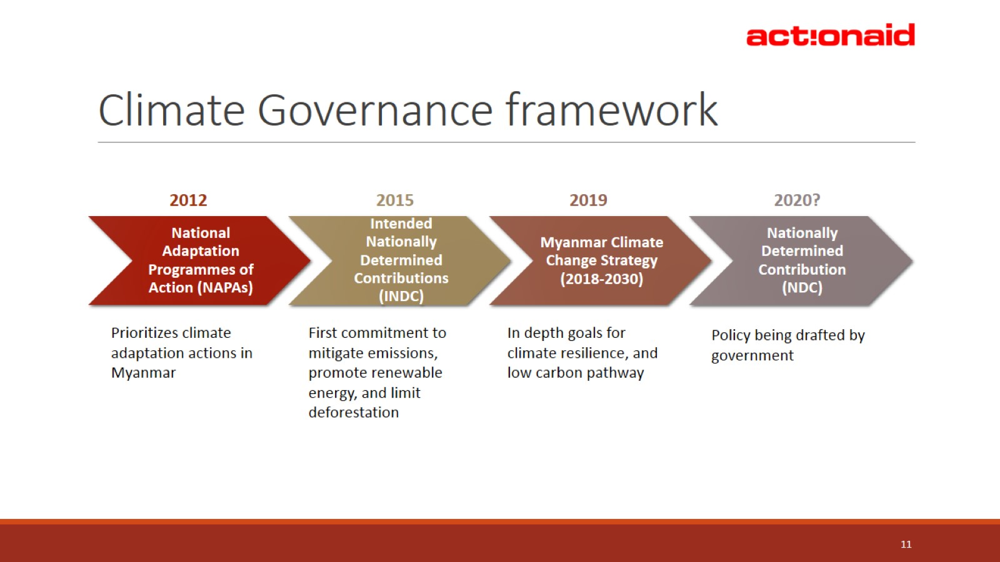 act!onaid
Climate Governance framework
2012
National
Adaptation
Programmes of
Action (NAPAs)
Prioritizes climate
adaptation actions in
Myanmar
2015
Intended
Nationally
Determined
Contributions
(INDC)
First commitment to
mitigate emissions,
promote renewable
energy, and limit
deforestation
2019
Myanmar Climate
Change Strategy
(2018-2030)
In depth goals for
climate resilience, and
low carbon pathway
2020?
Nationally
Determined
Contribution
(NDC)
Policy being drafted by
government
11